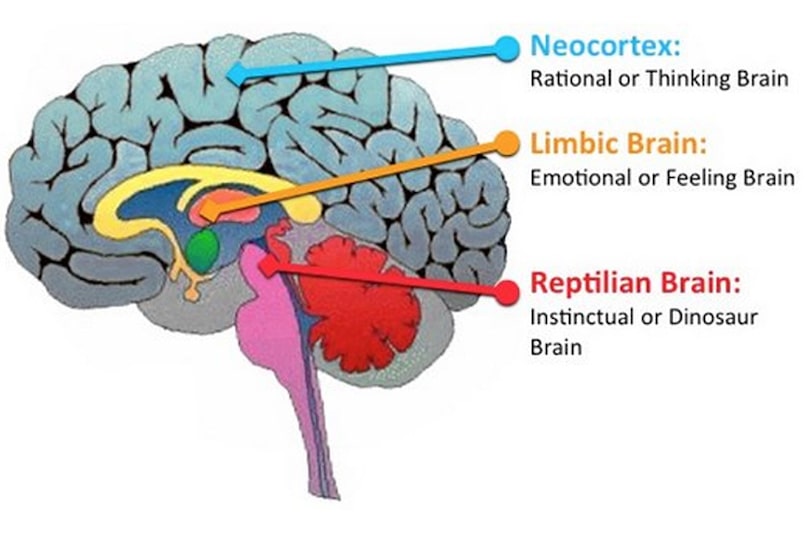 Neocortex:
Rational or Thinking Brain
Limbic Brain:
Emotional or Feeling Brain
Reptilian Brain:
Instinctual or Dinosaur
Brain